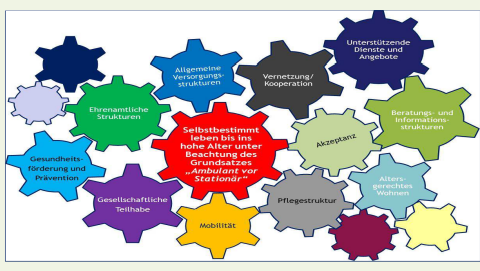 Unterstützende
Dienste und
Angebote
Allgemeine
Versorgungs-
strukturen
Vernetzung/
Kooperation
Ehrenamtliche
Strukturen
Beratungs- und
Informations-
strukturen
Selbstbestimmt
leben bis ins
hohe Alter unter
Beachtung des
Grundsatzes
„Ambulant vor
Stationär“
Akzeptanz
Gesundheits-
förderung und
Prävention
Alters-
gerechtes
Wohnen
Gesellschaftliche
Teilhabe
Pflegestruktur
Mobilität